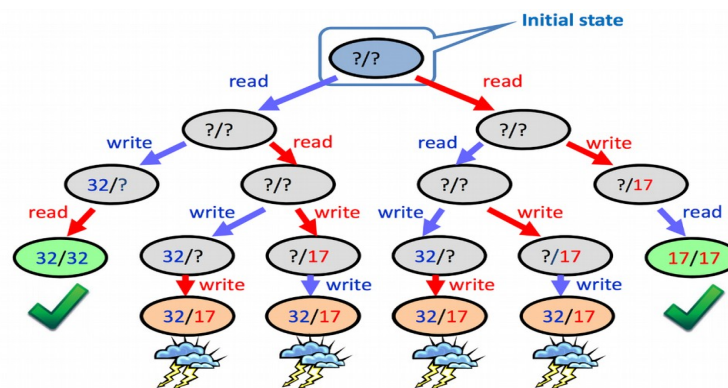 Initial state
?/?
read read
?/? ?/?
write read read write
32/? ?/? ?/? ?/17
read write write write write read
32/32 32/? ?/17 32/? ?/17 17/17
write write write write
32/17 32/17 32/17 32/17